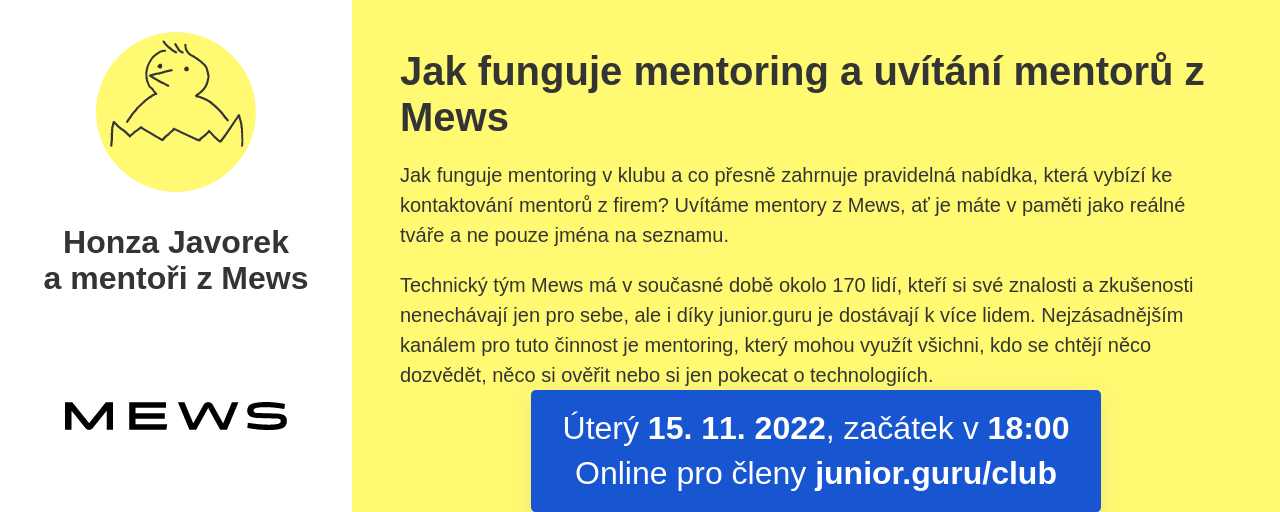 Honza Javorek
a mentoři z Mews
MEWS
Jak funguje mentoring a uvítání mentorů z
Mews
Jak funguje mentoring v klubu a co přesně zahrnuje pravidelná nabídka, která vybízí ke
kontaktování mentorů z firem? Uvítáme mentory z Mews, ať je máte v paměti jako reálné
tváře a ne pouze jména na seznamu.
Technický tým Mews má v současné době okolo 170 lidí, kteří si své znalosti a zkušenosti
nenechávají jen pro sebe, ale i díky junior.guru je dostávají k více lidem. Nejzásadnějším
kanálem pro tuto činnost je mentoring, který mohou využít všichni, kdo se chtějí něco
dozvědět, něco si ověřit nebo si jen pokecat o technologiích.
Úterý 15. 11. 2022, začátek v 18:00
Online pro členy junior.guru/club